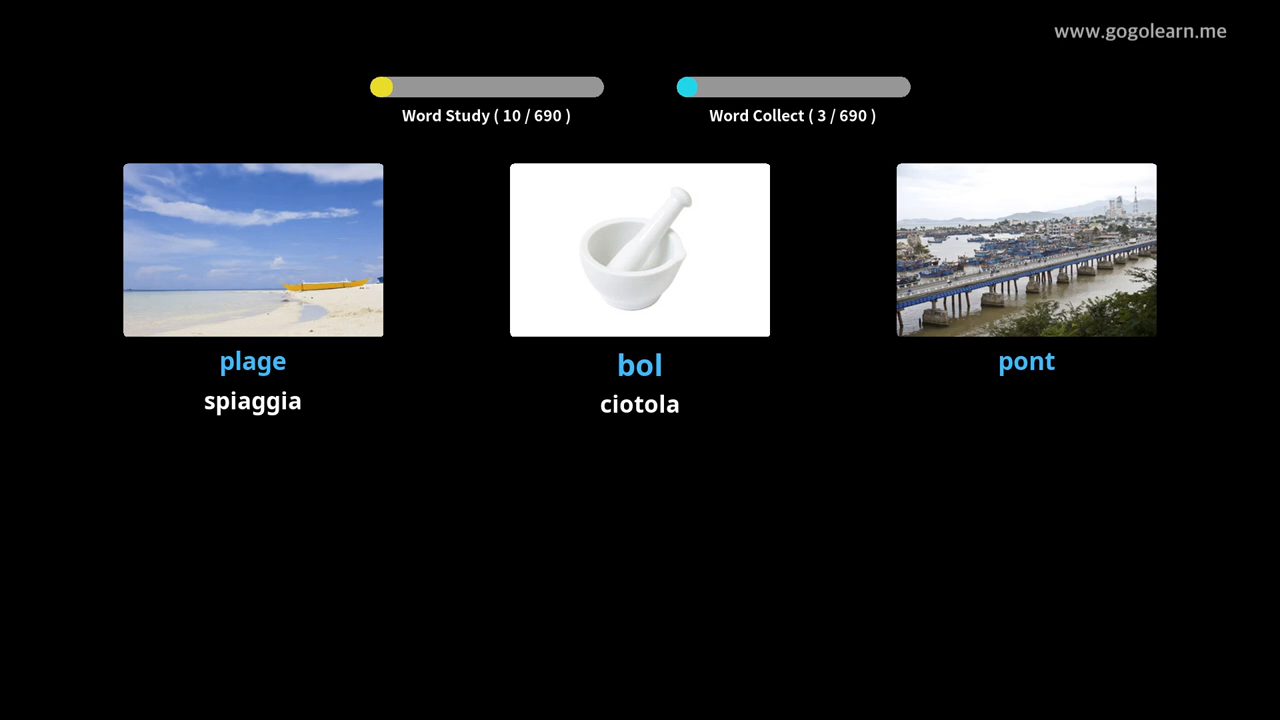 www.gogolearn.me
Word Study ( 10 / 690 )
Word Collect ( 3 / 690 )
plage
spiaggia
bol
ciotola
pont